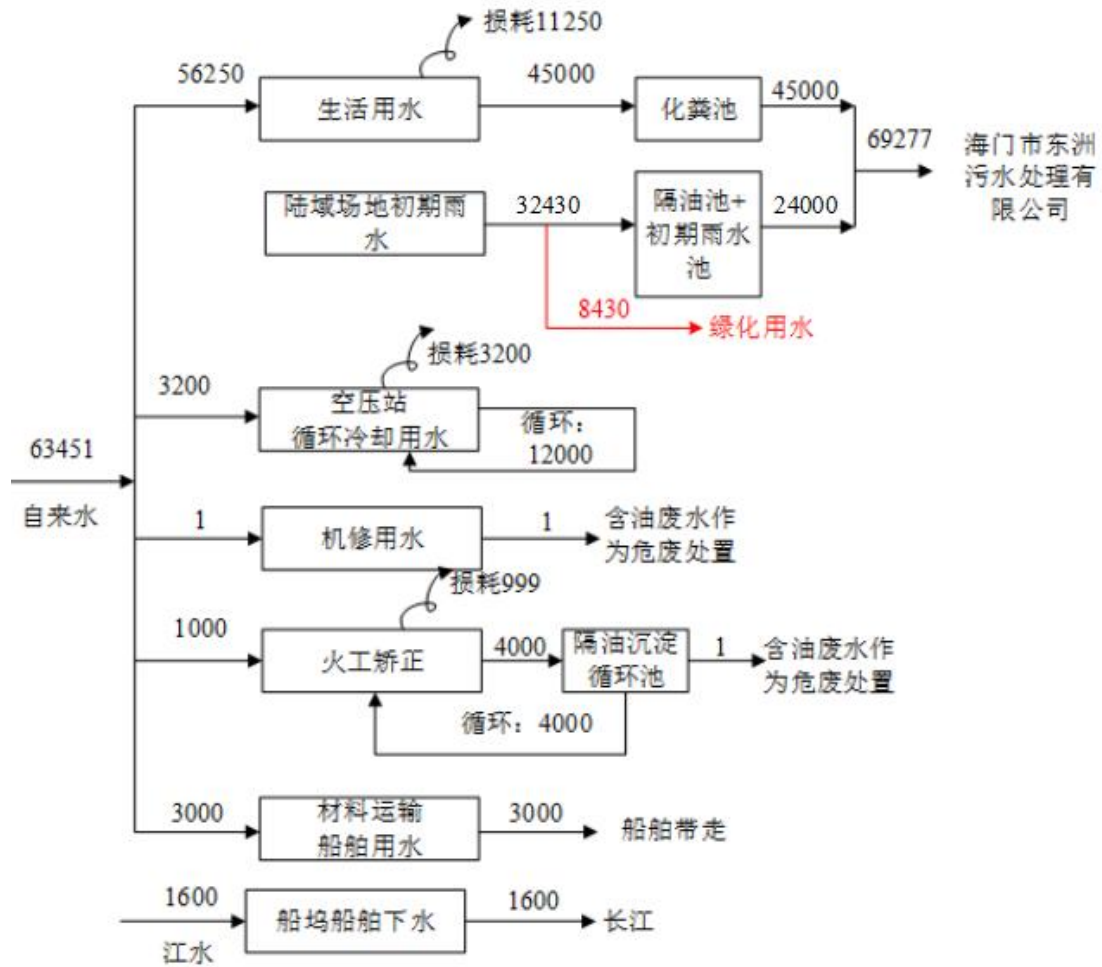 损耗11250
56250
生活用水
45000
化粪池
45000
69277
海门市东洲
污水处理有
限公司
陆域场地初期雨
水
32430
隔油池+
初期雨水
池
24000
8430
绿化用水
损耗3200
3200
空压站
循环冷却用水
循环：
12000
63451
自来水
1
机修用水
1
含油废水作
为危废处置
损耗999
1000
火工矫正
4000
隔油沉淀
循环池
1
含油废水作
为危废处置
循环：4000
3000
材料运输
船舶用水
3000
船舶带走
1600
江水
船坞船舶下水
1600
长江